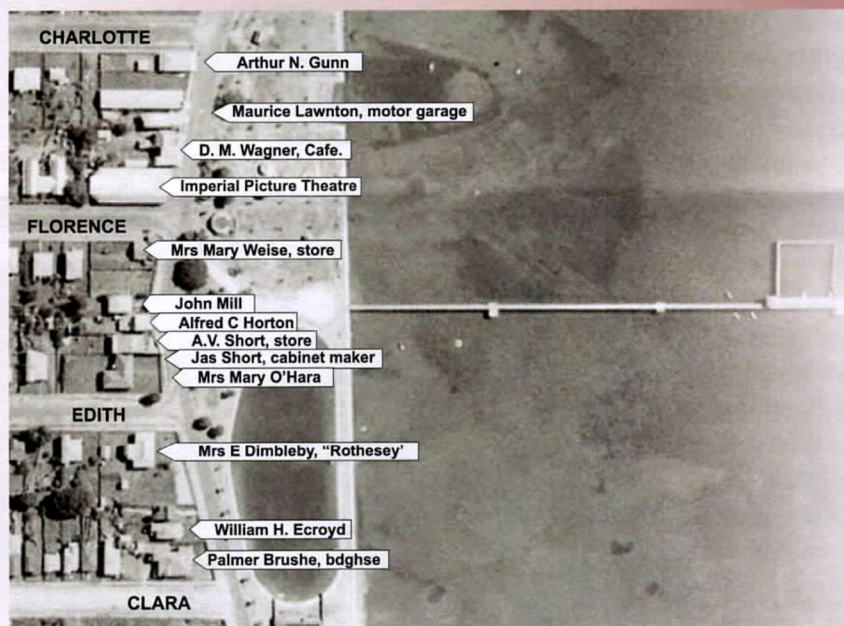 CHARLOTTE
Arthur N. Gunn
Maurice Lawnton, motor garage
D. M. Wagner, Cafe.
Imperial Picture Theatre
FLORENCE
Mrs Mary Weise, store
John Mill
Alfred C Horton
A.V. Short, store
Jas Short, cabinet maker
Mrs Mary O'Hara
EDITH
Mrs E Dimbleby, “Rothesey’
William H. Ecroyd
Palmer Brushe, bdghse
CLARA